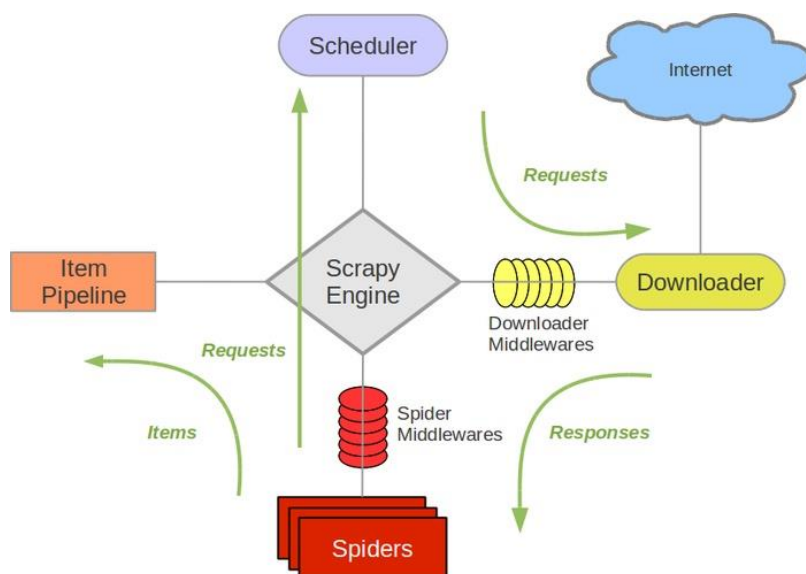 Scheduler
Internet
Requests
Item
Pipeline
Scrapy
Engine
Downloader
Downloader
Middlewares
Requests
Items
Spider
Middlewares
Responses
Spiders